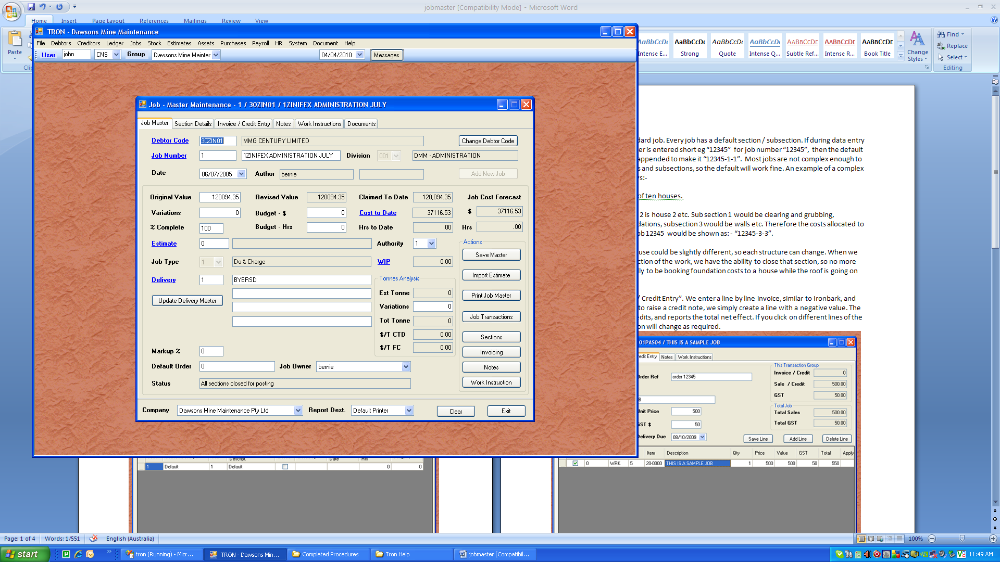 jobmaster [Compatibility Mode] - Microsoft Word
Home Insert Page Layout References Mailings Review View
Paste
Intense E... Strong Quote Intense Q... Subtle Ref... Intense R... Book Title
Change Styles
Find
Replace
Select
Editing
TRON - Dawsons Mine Maintenance
File Debtors Creditors Ledger Jobs Stock Estimates Assets Purchases Payroll HR System Document Help
User john CNS Group Dawsons Mine Mainter 04/04/2010 Messages
Job - Master Maintenance - 1 / 30ZIN01 / 1ZINIFEX ADMINISTRATION JULY
Job Master Section Details Invoice / Credit Entry Notes Work Instructions Documents
Debtor Code 30ZIN01 MMG CENTURY LIMITED Change Debtor Code
Job Number 1 1ZINIFEX ADMINISTRATION JULY Division 001 DMM - ADMINISTRATION
Date 06/07/2005 Author bernie Add New Job
Original Value 120094.35 Revised Value 120094.35 Claimed To Date 120,094.35 Job Cost Forecast
Variations 0 Budget - $ 0 Cost to Date 37116.53 $ 37116.53
% Complete 100 Budget - Hrs 0 Hrs to Date .00 Hrs .00
Estimate 0 Authority 1 Actions
Save Master
Job Type 1 Do & Charge WIP 0.00
Import Estimate
Delivery 1 BYERSD Tonnes Analysis
Est Tonne 0 Print Job Master
Update Delivery Master
Variations 0
Tot Tonne 0 Job Transactions
$/T CTD 0.00 Sections
$/T FC 0.00
Markup % 0 Invoicing
Default Order 0 Job Owner bernie Notes
Status All sections closed for posting Work Instruction
Company Dawsons Mine Maintenance Pty Ltd Report Dest. Default Printer Clear Exit
dard job. Every job has a default section / subsection. If during data entry
er is entered short eg “12345” for job number “12345”, then the default
appended to make it “12345-1-1”. Most jobs are not complex enough to
s and subsections, so the default will work fine. An example of a complex
vs:-
of ten houses.
2 is house 2 etc. Sub section 1 would be clearing and grubbing,
dations, subsection 3 would be walls etc. Therefore the costs allocated to
ob 12345 would be shown as: - “12345-3-3”.
use could be slightly different, so each structure can change. When we
ction of the work, we have the ability to close that section, so no more
ly to be booking foundation costs to a house while the roof is going on
/ Credit Entry”. We enter a line by line invoice, similar to Ironbark, and
to raise a credit note, we simply create a line with a negative value. The
edits, and reports the total net effect. If you click on different lines of the
on will change as required.
01PAS04 / THIS IS A SAMPLE JOB
edit Entry Notes Work Instructions
This Transaction Group
Invoice / Credit 0
Order Ref order 12345
Sale / Credit 500.00
GST 50.00
Total Job
Unit Price 500 Total Sales 500.00
GST $ 50 Total GST 50.00
Delivery Due 08/10/2009 Save Line Add Line Delete Line
Item Description Qty Price Value GST Total Apply
0 WRK 5 20-0000 THIS IS A SAMPLE JOB 1 500 500 50 550
Descript. Date Hrs
1 Default 1 Default 0 0
Page: 1 of 4 Words: 1/551 English (Australia) 100%
start tron (Running) - Micr... TRON - Dawsons Min... Completed Procedures Tron Help jobmaster [Compatibil... 11:49 AM